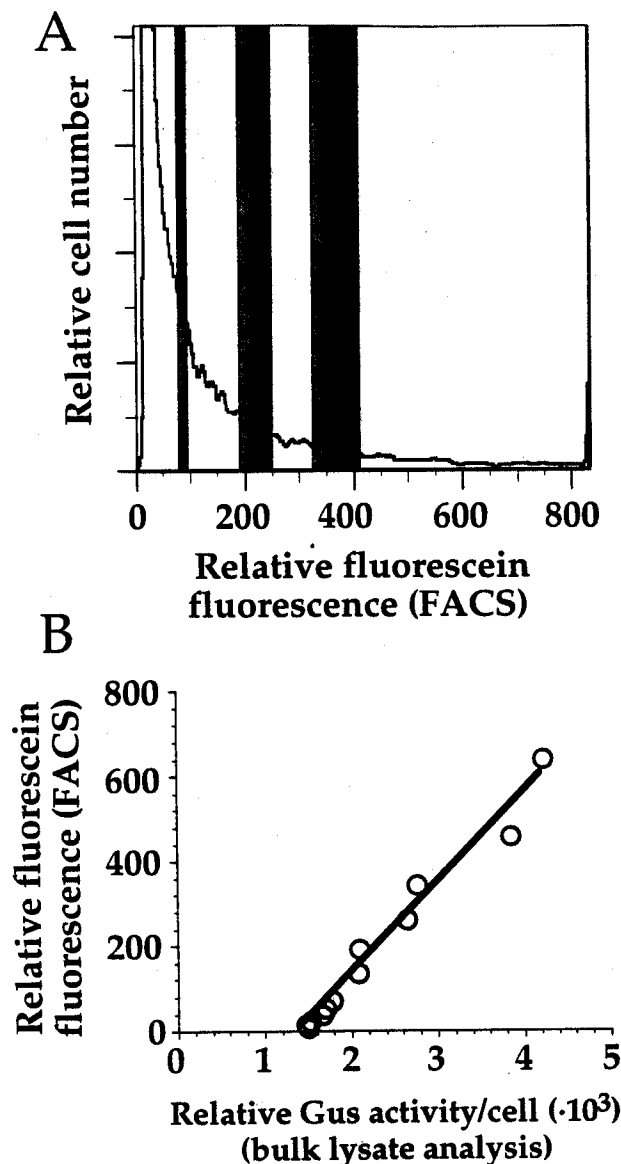 A
Relative cell number
0 200 400 600 800
Relative fluorescein
fluorescence (FACS)
B
Relative fluorescein
fluorescence (FACS)
800
600
400
200
0
0 1 2 3 4 5
Relative Gus activity/cell (·10³)
(bulk lysate analysis)